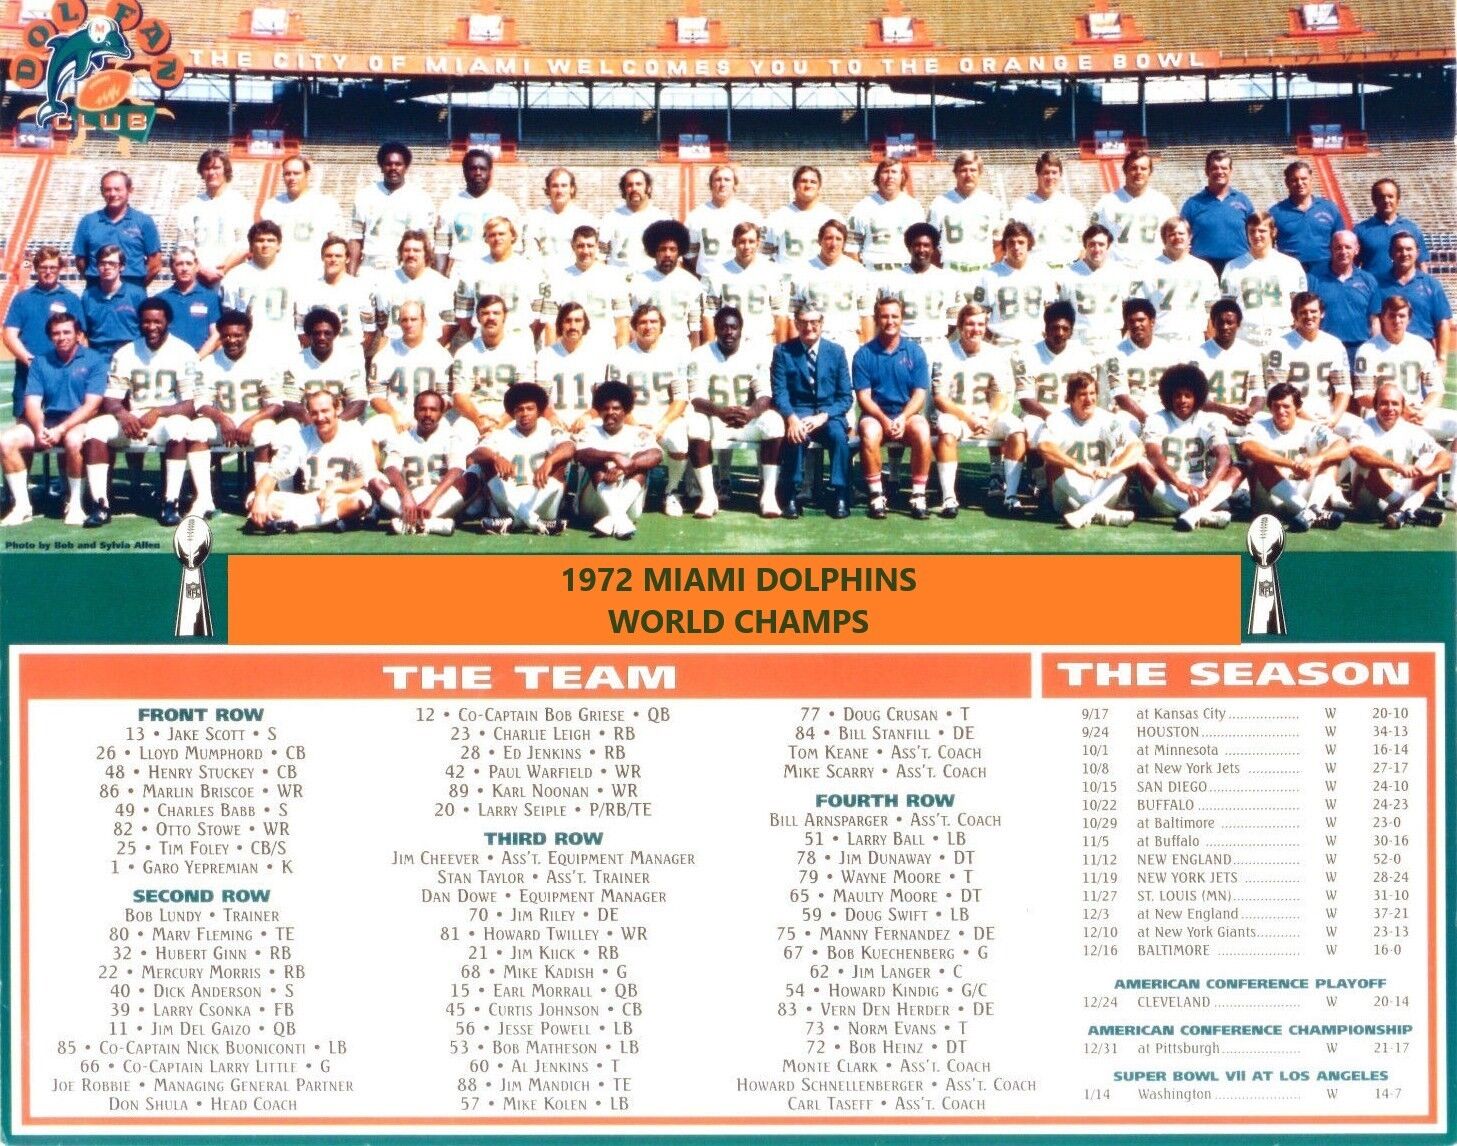 DOLFAN
CLUB
THE CITY OF MIAMI WELCOMES YOU TO THE ORANGE BOWL
Photo by Bob and Sylvia Allen
1972 MIAMI DOLPHINS
WORLD CHAMPS
THE TEAM
FRONT ROW
13 • JAKE SCOTT • S
26 • LLOYD MUMPHORD • CB
48 • HENRY STUCKEY • CB
86 • MARLIN BRISCOE • WR
49 • CHARLES BABB • S
82 • OTTO STOWE • WR
25 • TIM FOLEY • CB/S
1 • GARO YEPREMIAN • K
SECOND ROW
BOB LUNDY • TRAINER
80 • MARV FLEMING • TE
32 • HUBERT GINN • RB
22 • MERCURY MORRIS • RB
40 • DICK ANDERSON • S
39 • LARRY CSONKA • FB
11 • JIM DEL GAIZO • QB
85 • CO-CAPTAIN NICK BUONICONTI • LB
66 • CO-CAPTAIN LARRY LITTLE • G
JOE ROBBIE • MANAGING GENERAL PARTNER
DON SHULA • HEAD COACH
12 • CO-CAPTAIN BOB GRIESE • QB
23 • CHARLIE LEIGH • RB
28 • ED JENKINS • RB
42 • PAUL WARFIELD • WR
89 • KARL NOONAN • WR
20 • LARRY SEIPLE • P/RB/TE
THIRD ROW
JIM CHEEVER • ASS'T. EQUIPMENT MANAGER
STAN TAYLOR • ASS'T. TRAINER
DAN DOWE • EQUIPMENT MANAGER
70 • JIM RILEY • DE
81 • HOWARD TWILLEY • WR
21 • JIM KIICK • RB
68 • MIKE KADISH • G
15 • EARL MORRALL • QB
45 • CURTIS JOHNSON • CB
56 • JESSE POWELL • LB
53 • BOB MATHESON • LB
60 • AL JENKINS • T
88 • JIM MANDICH • TE
57 • MIKE KOLEN • LB
77 • DOUG CRUSAN • T
84 • BILL STANFILL • DE
TOM KEANE • ASS'T. COACH
MIKE SCARRY • ASS'T. COACH
FOURTH ROW
BILL ARNSPARGER • ASS'T. COACH
51 • LARRY BALL • LB
78 • JIM DUNAWAY • DT
79 • WAYNE MOORE • T
65 • MAULTY MOORE • DT
59 • DOUG SWIFT • LB
75 • MANNY FERNANDEZ • DE
67 • BOB KUECHENBERG • G
62 • JIM LANGER • C
54 • HOWARD KINDIG • G/C
83 • VERN DEN HERDER • DE
73 • NORM EVANS • T
72 • BOB HEINZ • DT
MONTE CLARK • ASS'T. COACH
HOWARD SCHNELLENBERGER • ASS'T. COACH
CARL TASEFF • ASS'T. COACH
THE SEASON
9/17 at Kansas City W 20-10
9/24 HOUSTON W 34-13
10/1 at Minnesota W 16-14
10/8 at New York Jets W 27-17
10/15 SAN DIEGO W 24-10
10/22 BUFFALO W 24-23
10/29 at Baltimore W 23-0
11/5 at Buffalo W 30-16
11/12 NEW ENGLAND W 52-0
11/19 NEW YORK JETS W 28-24
11/27 ST. LOUIS (MN) W 31-10
12/3 at New England W 37-21
12/10 at New York Giants W 23-13
12/16 BALTIMORE W 16-0
AMERICAN CONFERENCE PLAYOFF
12/24 CLEVELAND W 20-14
AMERICAN CONFERENCE CHAMPIONSHIP
12/31 at Pittsburgh W 21-17
SUPER BOWL VII AT LOS ANGELES
1/14 Washington W 14-7